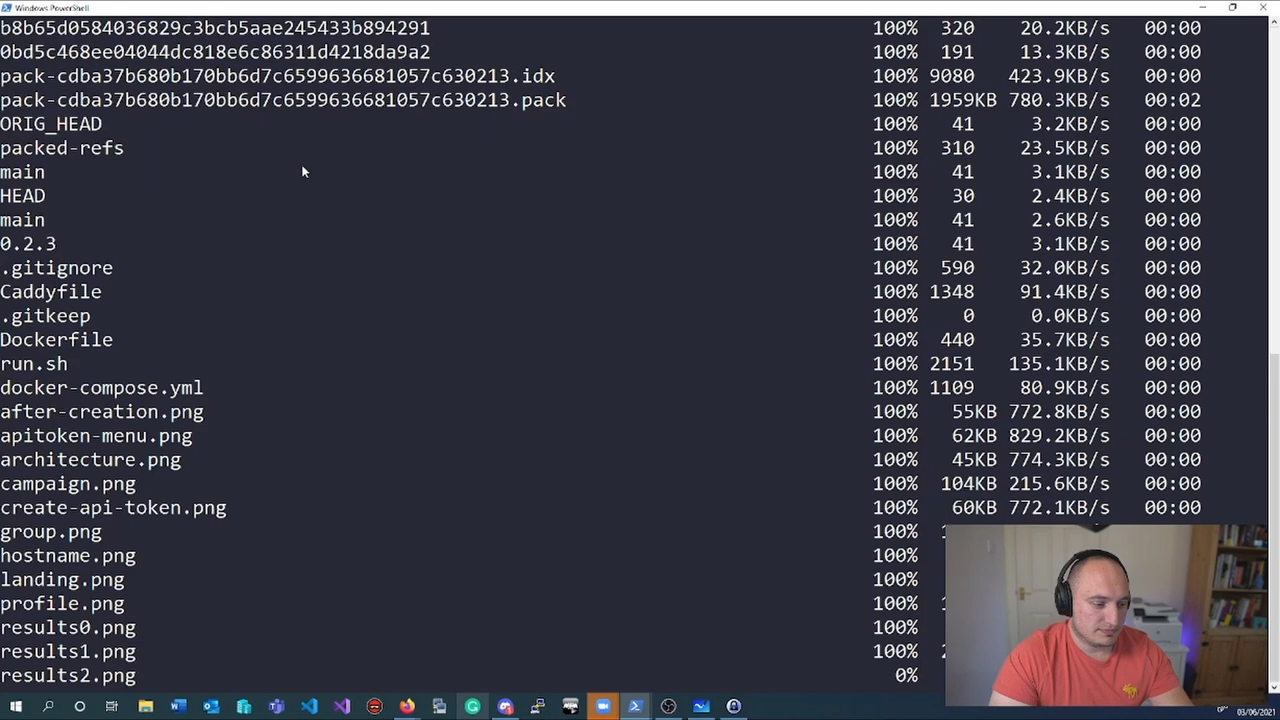 Windows PowerShell
b8b65d0584036829c3bcb5aae245433b894291 100% 320 20.2KB/s 00:00
0bd5c468ee04044dc818e6c86311d4218da9a2 100% 191 13.3KB/s 00:00
pack-cdba37b680b170bb6d7c6599636681057c630213.idx 100% 9080 423.9KB/s 00:00
pack-cdba37b680b170bb6d7c6599636681057c630213.pack 100% 1959KB 780.3KB/s 00:02
ORIG_HEAD 100% 41 3.2KB/s 00:00
packed-refs 100% 310 23.5KB/s 00:00
main 100% 41 3.1KB/s 00:00
HEAD 100% 30 2.4KB/s 00:00
main 100% 41 2.6KB/s 00:00
0.2.3 100% 41 3.1KB/s 00:00
.gitignore 100% 590 32.0KB/s 00:00
Caddyfile 100% 1348 91.4KB/s 00:00
.gitkeep 100% 0 0.0KB/s 00:00
Dockerfile 100% 440 35.7KB/s 00:00
run.sh 100% 2151 135.1KB/s 00:00
docker-compose.yml 100% 1109 80.9KB/s 00:00
after-creation.png 100% 55KB 772.8KB/s 00:00
apitoken-menu.png 100% 62KB 829.2KB/s 00:00
architecture.png 100% 45KB 774.3KB/s 00:00
campaign.png 100% 104KB 215.6KB/s 00:00
create-api-token.png 100% 60KB 772.1KB/s 00:00
group.png 100%
hostname.png 100%
landing.png 100%
profile.png 100%
results0.png 100%
results1.png 100%
results2.png 0%
03/06/2021